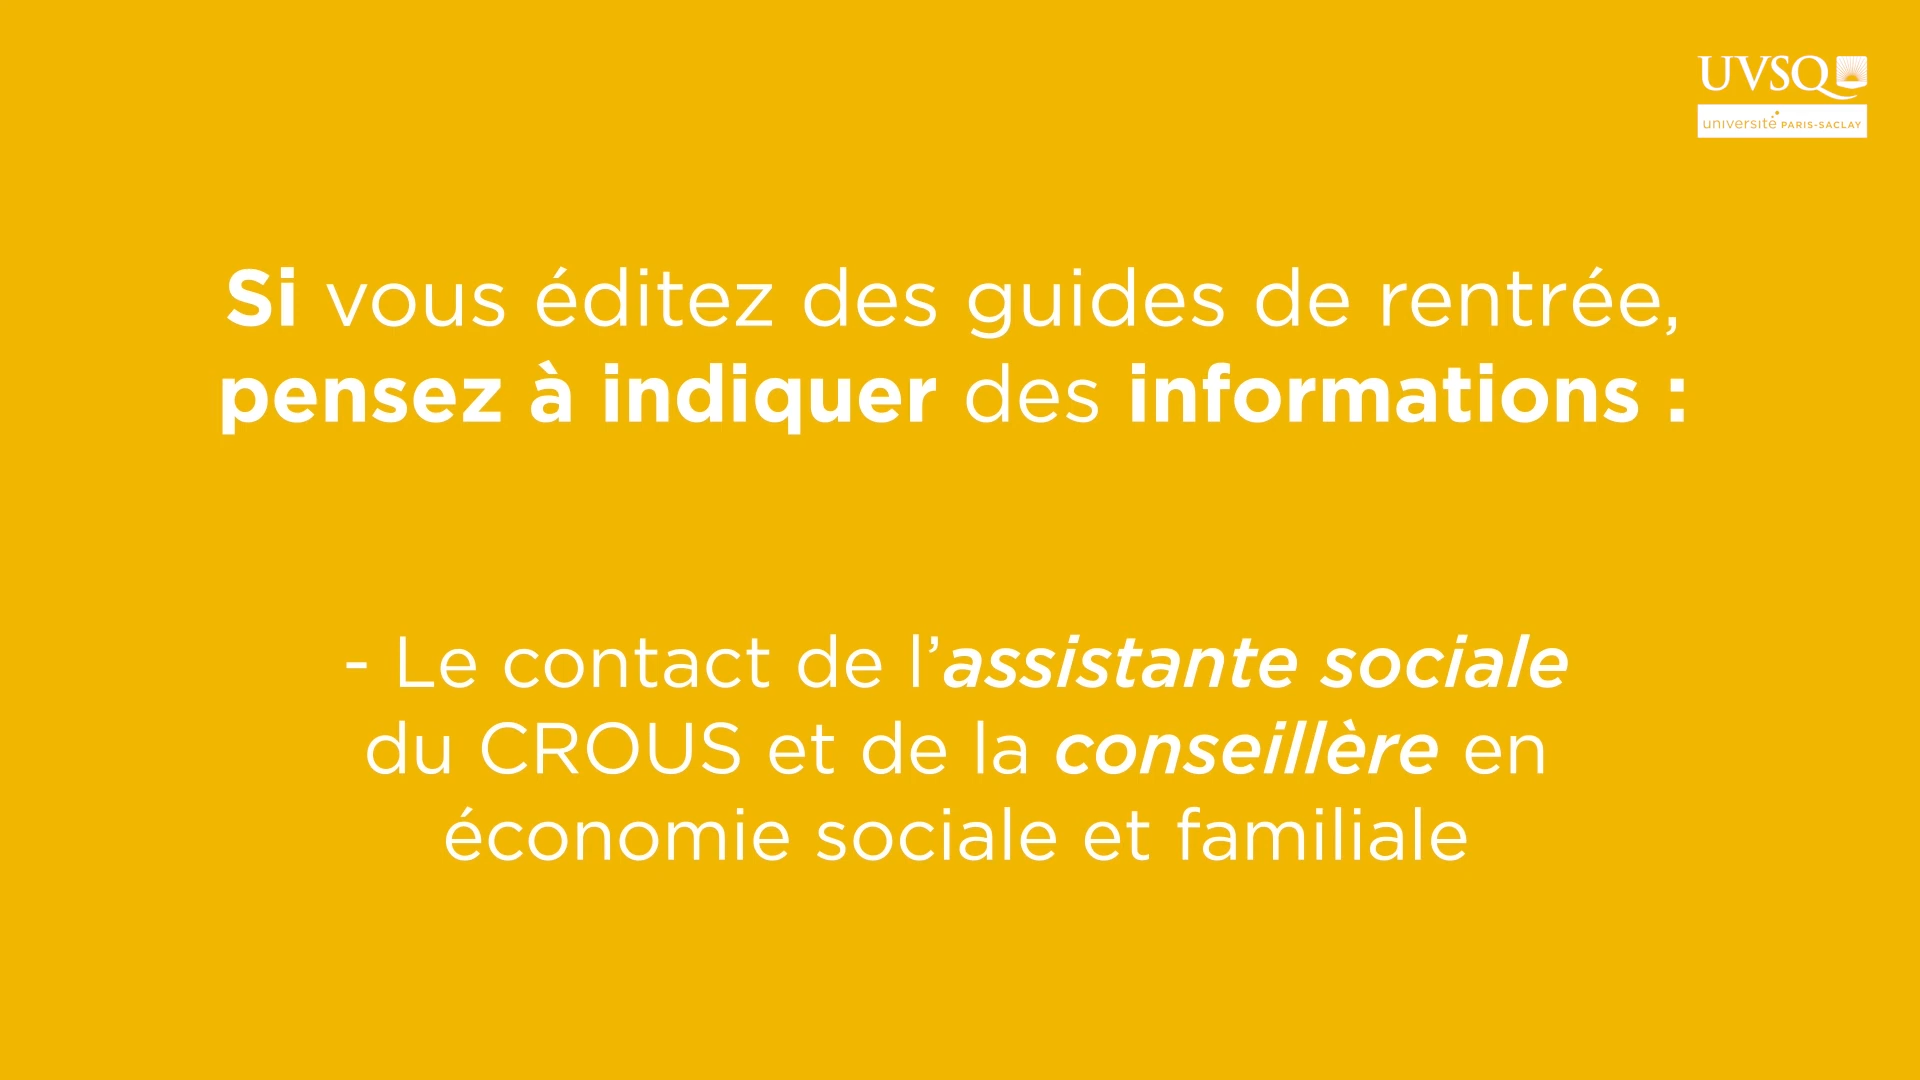 UVSQ
université PARIS-SACLAY
Si vous éditez des guides de rentrée,
pensez à indiquer des informations :
- Le contact de l’assistante sociale
du CROUS et de la conseillère en
économie sociale et familiale